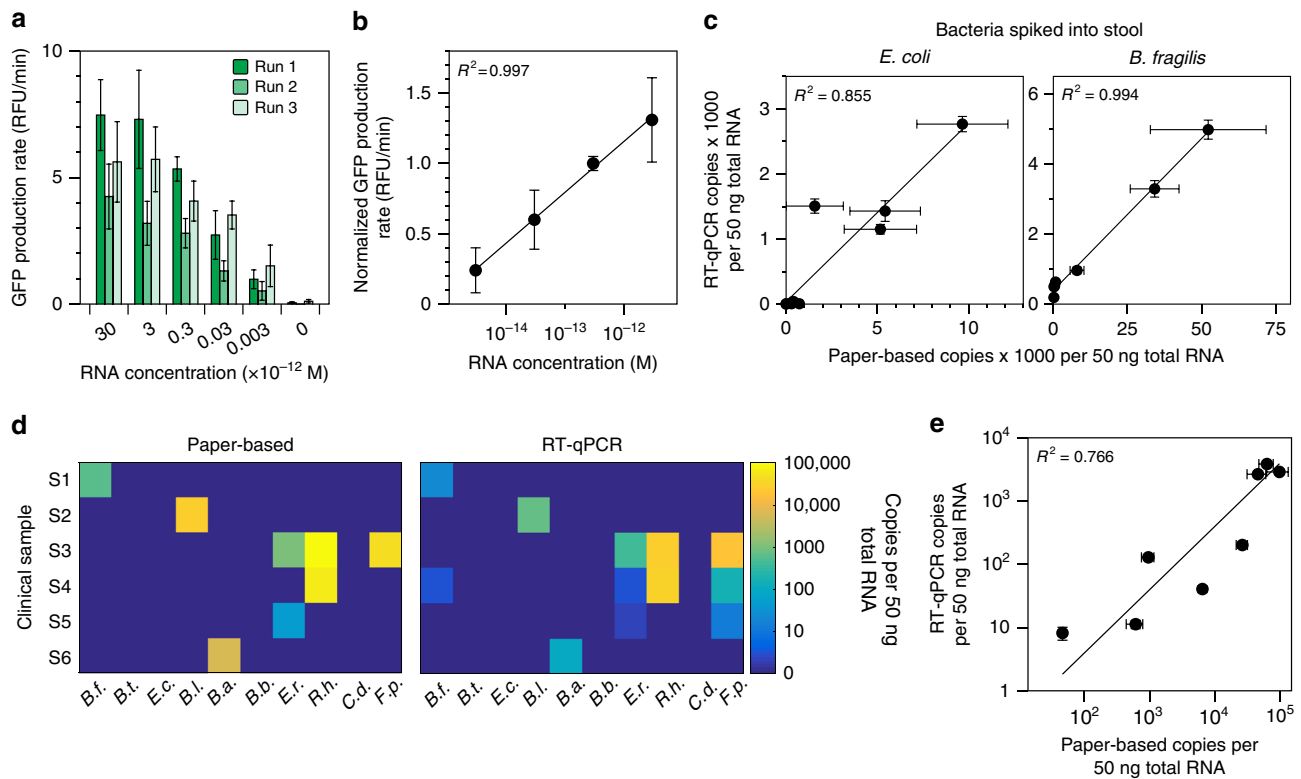 a
GFP production rate (RFU/min)
10
5
0
Run 1
Run 2
Run 3
30
3
0.3
0.03
0.003
0
RNA concentration (×10⁻¹² M)
b
Normalized GFP production
rate (RFU/min)
R² = 0.997
1.5
1.0
0.5
0
10⁻¹⁴
10⁻¹³
10⁻¹²
RNA concentration (M)
c
Bacteria spiked into stool
E. coli
B. fragilis
RT-qPCR copies x 1000
per 50 ng total RNA
R² = 0.855
3
2
1
0
0
5
10
R² = 0.994
6
4
2
0
0
25
50
75
Paper-based copies x 1000 per 50 ng total RNA
d
Paper-based
RT-qPCR
Clinical sample
S1
S2
S3
S4
S5
S6
B.f.
B.t.
E.c.
B.l.
B.a.
B.b.
E.r.
R.h.
C.d.
F.p.
B.f.
B.t.
E.c.
B.l.
B.a.
B.b.
E.r.
R.h.
C.d.
F.p.
100,000
10,000
1000
100
10
0
Copies per 50 ng
total RNA
e
RT-qPCR copies
per 50 ng total RNA
R² = 0.766
10⁴
10³
10²
10
1
10²
10³
10⁴
10⁵
Paper-based copies per
50 ng total RNA